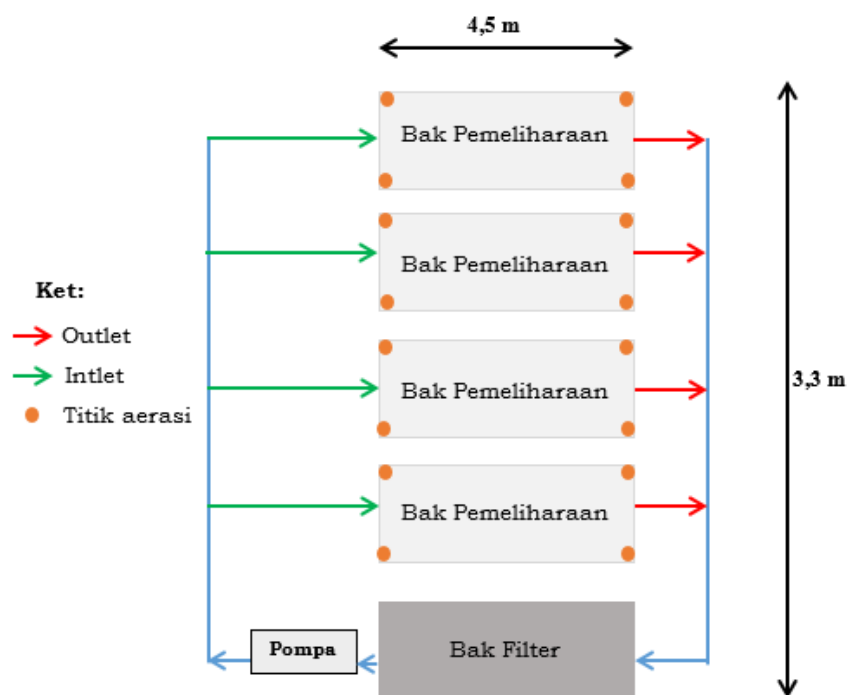 4,5 m
Bak Pemeliharaan
Bak Pemeliharaan
Ket:
Outlet
Intlet
Titik aerasi
Bak Pemeliharaan
3,3 m
Bak Pemeliharaan
Pompa
Bak Filter